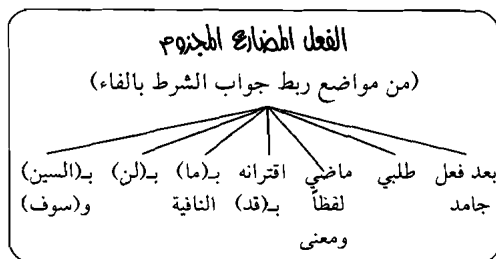 الفعل المضارع المجزوم
(من مواضع ربط جواب الشرط بالفاء)
بعد فعل طلبي ماضي اقترانه بـ(ما) بـ(لن) بـ(السين)
جامد لفظاً بـ(قد) النافية و(سوف)
ومعنى